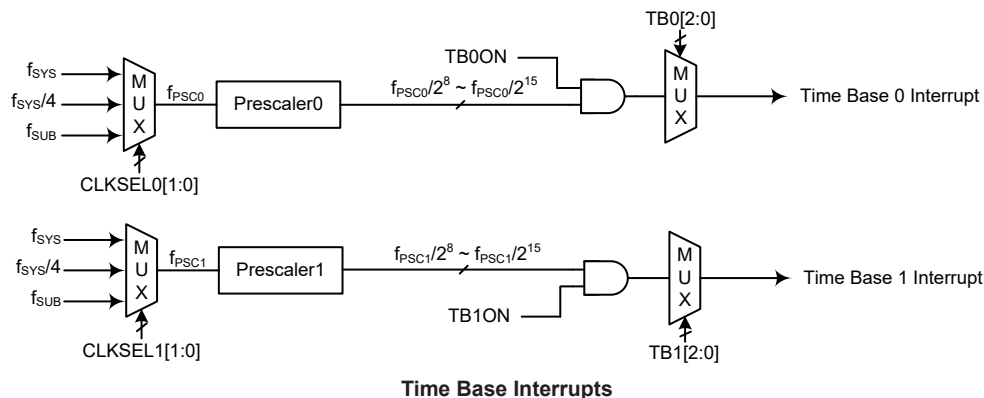 TB0[2:0]
TB0ON
fSYS
fSYS/4
fSUB
M
U
X
fPSC0
Prescaler0
fPSC0/2^8 ~ fPSC0/2^15
M
U
X
Time Base 0 Interrupt
CLKSEL0[1:0]
fSYS
fSYS/4
fSUB
M
U
X
fPSC1
Prescaler1
fPSC1/2^8 ~ fPSC1/2^15
M
U
X
Time Base 1 Interrupt
TB1ON
CLKSEL1[1:0]
TB1[2:0]
Time Base Interrupts